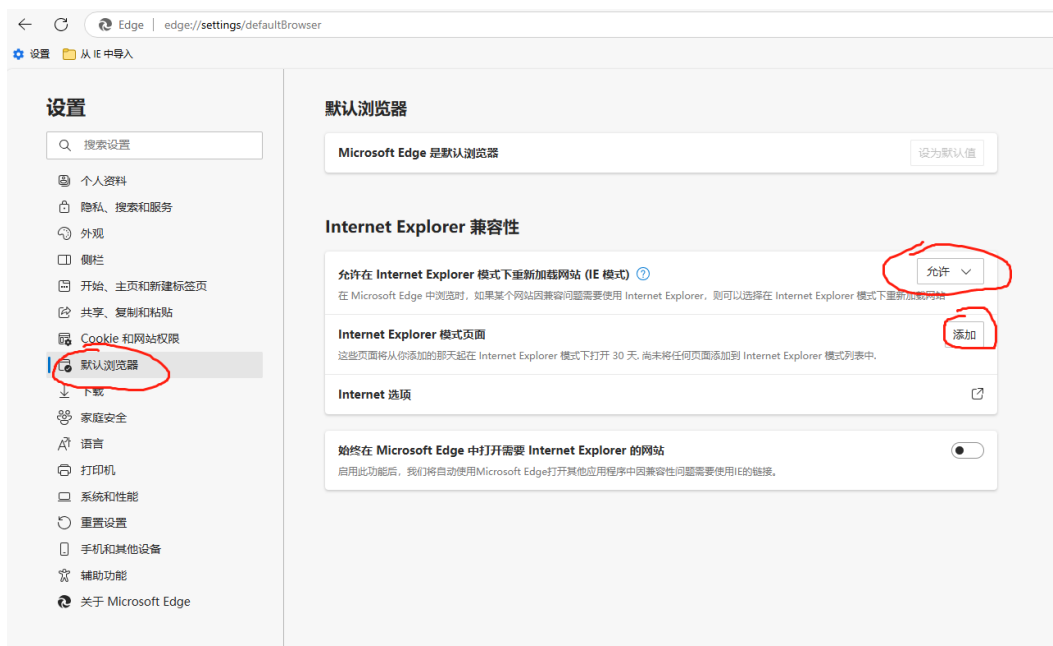 Edge | edge://settings/defaultBrowser
设置 从 IE 中导入
设置
搜索设置
个人资料
隐私、搜索和服务
外观
侧栏
开始、主页和新建标签页
共享、复制和粘贴
Cookie 和网站权限
默认浏览器
下载
家庭安全
语言
打印机
系统和性能
重置设置
手机和其他设备
辅助功能
关于 Microsoft Edge
默认浏览器
Microsoft Edge 是默认浏览器 设为默认值
Internet Explorer 兼容性
允许在 Internet Explorer 模式下重新加载网站 (IE 模式) 允许
在 Microsoft Edge 中浏览时，如果某个网站因兼容问题需要使用 Internet Explorer，则可以选择在 Internet Explorer 模式下重新加载网站
Internet Explorer 模式页面 添加
这些页面将从你添加的那天起在 Internet Explorer 模式下打开 30 天. 尚未将任何页面添加到 Internet Explorer 模式列表中.
Internet 选项
始终在 Microsoft Edge 中打开需要 Internet Explorer 的网站
启用此功能后，我们将自动使用Microsoft Edge打开其他应用程序中因兼容性问题需要使用IE的链接。